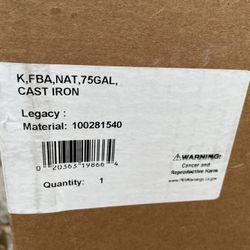 K,FBA,NAT,75GAL,
CAST IRON
Legacy :
Material: 100281540
⚠WARNING:
Cancer and
Reproductive Harm
www.P65Warnings.ca.gov
0 20363 19866 4
Quantity: 1